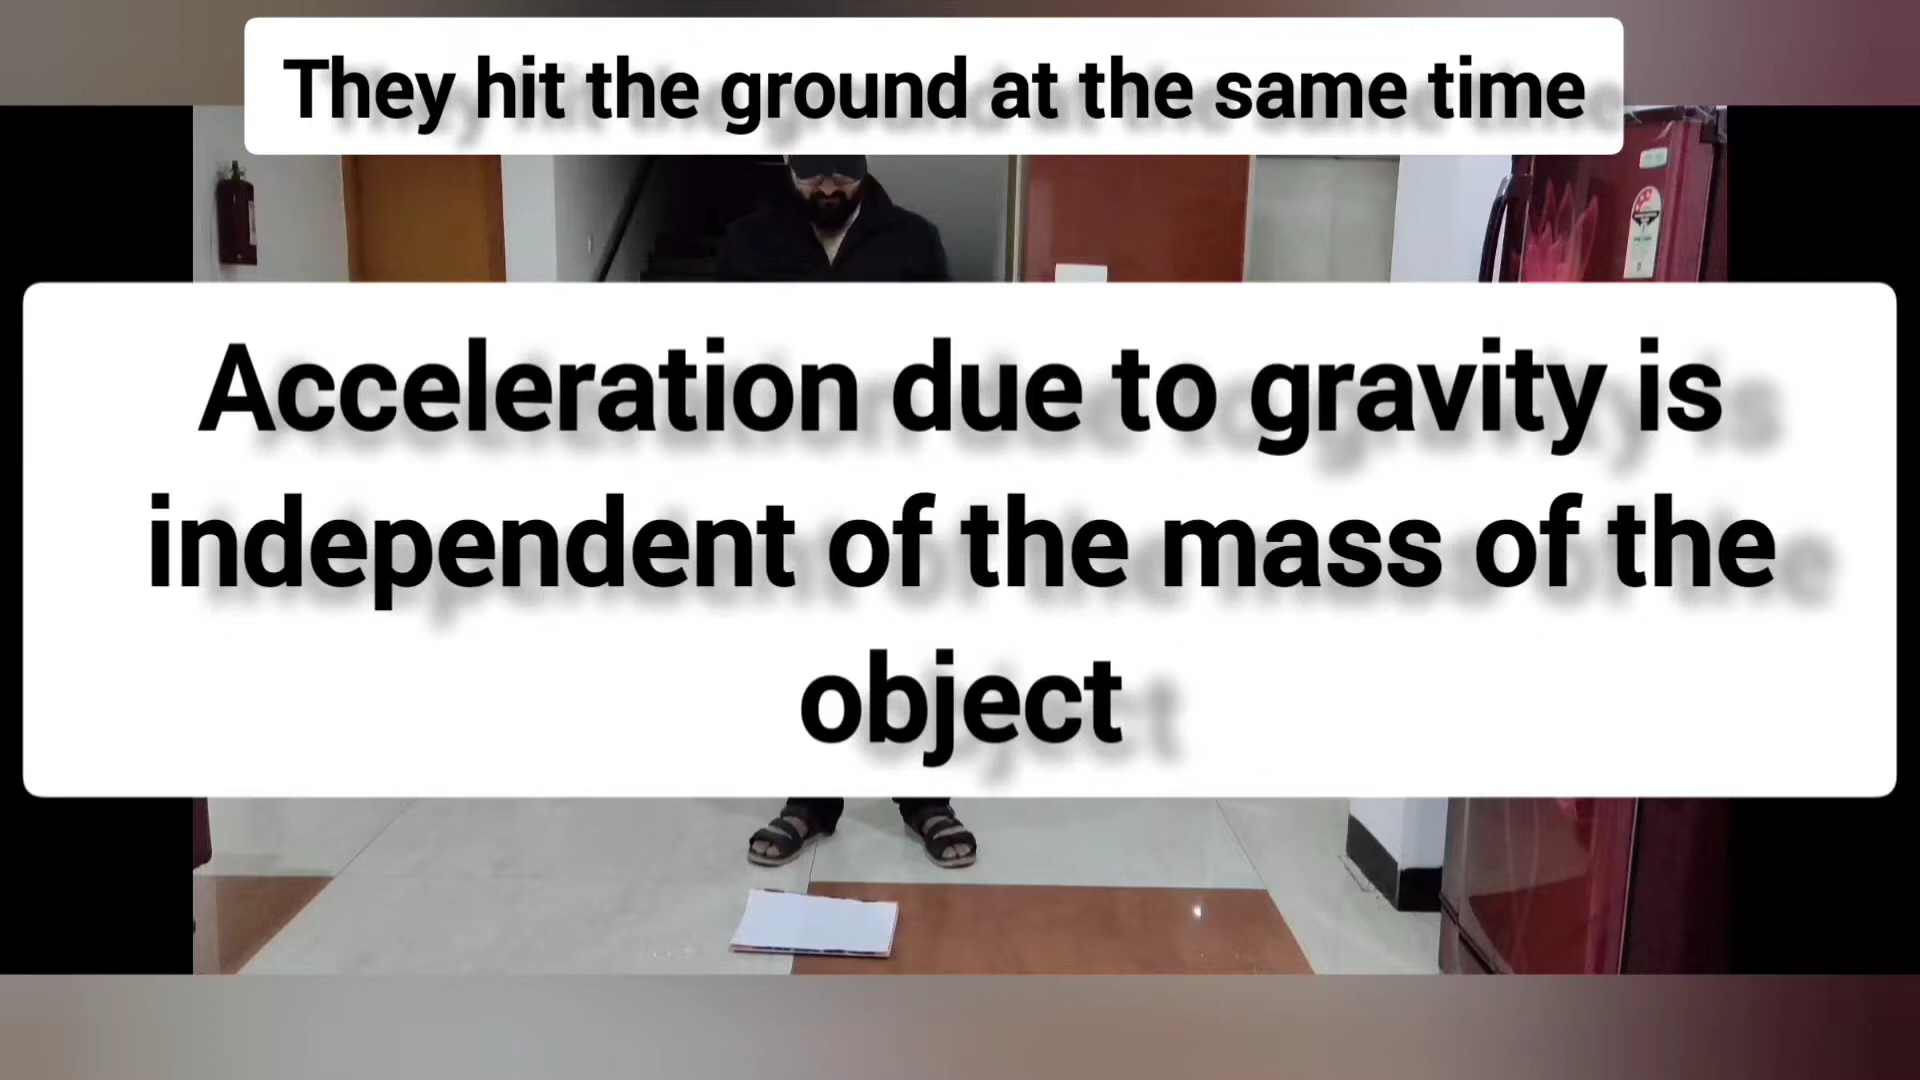 They hit the ground at the same time
Acceleration due to gravity is
independent of the mass of the
object